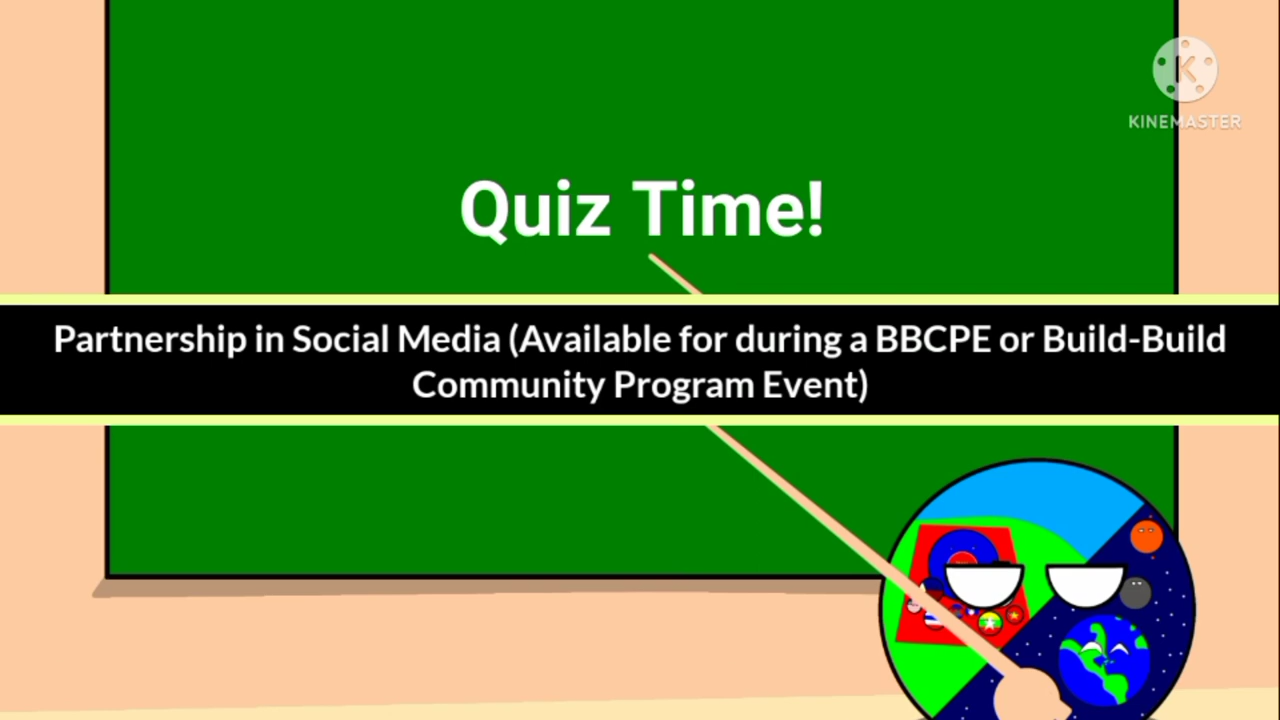 KINEMASTER
Quiz Time!
Partnership in Social Media (Available for during a BBCPE or Build-Build
Community Program Event)